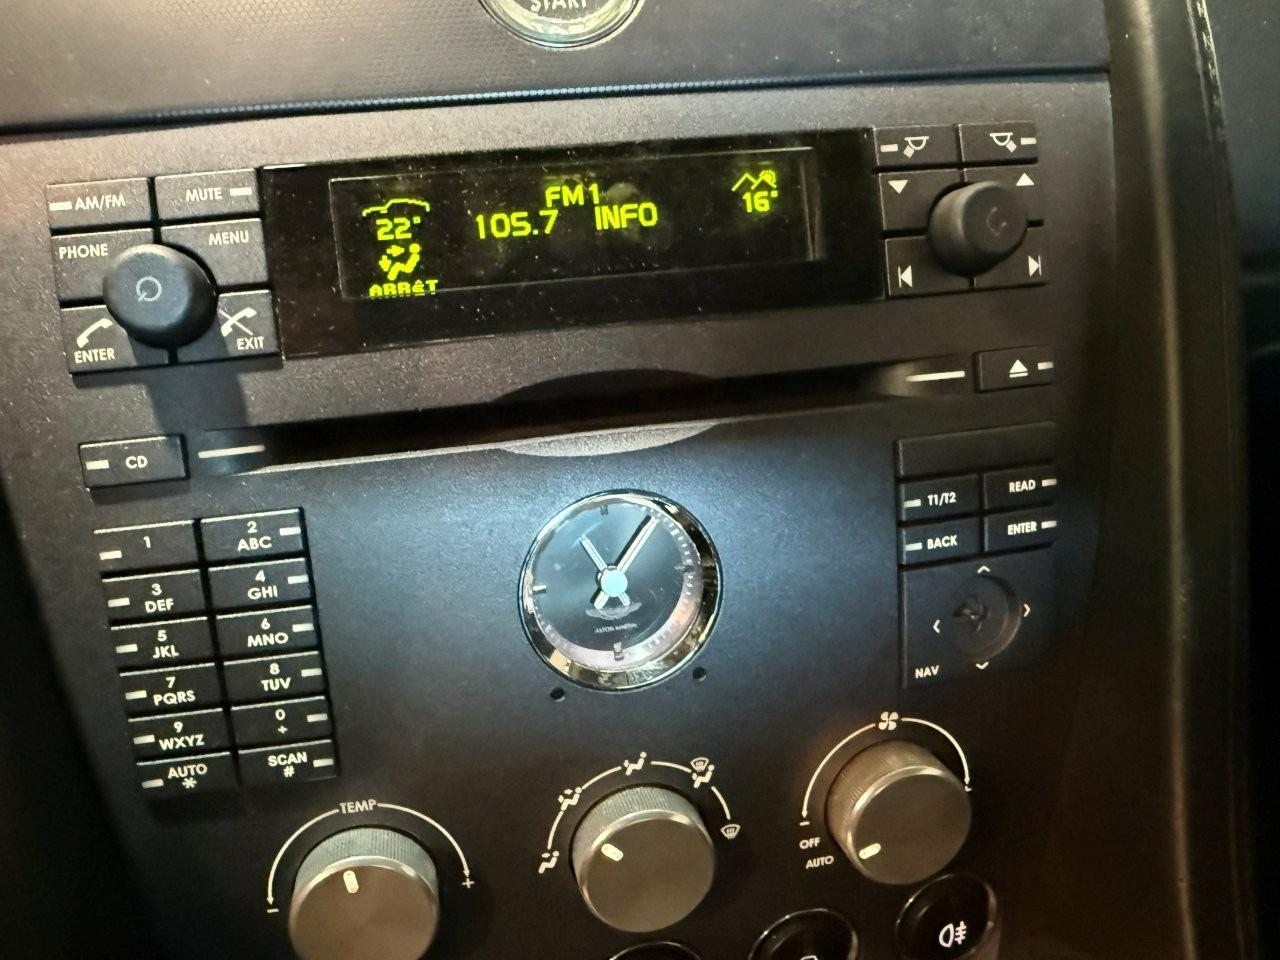 START
AM/FM
MUTE
PHONE
MENU
ENTER
EXIT
FM1
22°
105.7 INFO
16°
ARRÊT
CD
1
2
ABC
3
DEF
4
GHI
5
JKL
6
MNO
7
PQRS
8
TUV
9
WXYZ
0
+
AUTO
*
SCAN
#
ASTON MARTIN
T1/T2
READ
BACK
ENTER
NAV
TEMP
- +
-
OFF
AUTO